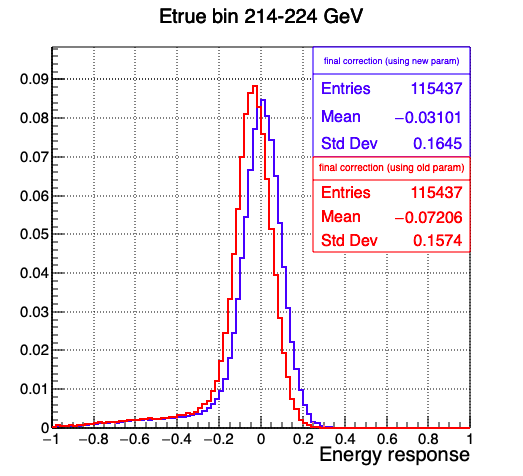 Etrue bin 214-224 GeV
final correction (using new param)
Entries 115437
Mean −0.03101
Std Dev 0.1645
final correction (using old param)
Entries 115437
Mean −0.07206
Std Dev 0.1574
0.09
0.08
0.07
0.06
0.05
0.04
0.03
0.02
0.01
0
−1 −0.8 −0.6 −0.4 −0.2 0 0.2 0.4 0.6 0.8 1
Energy response